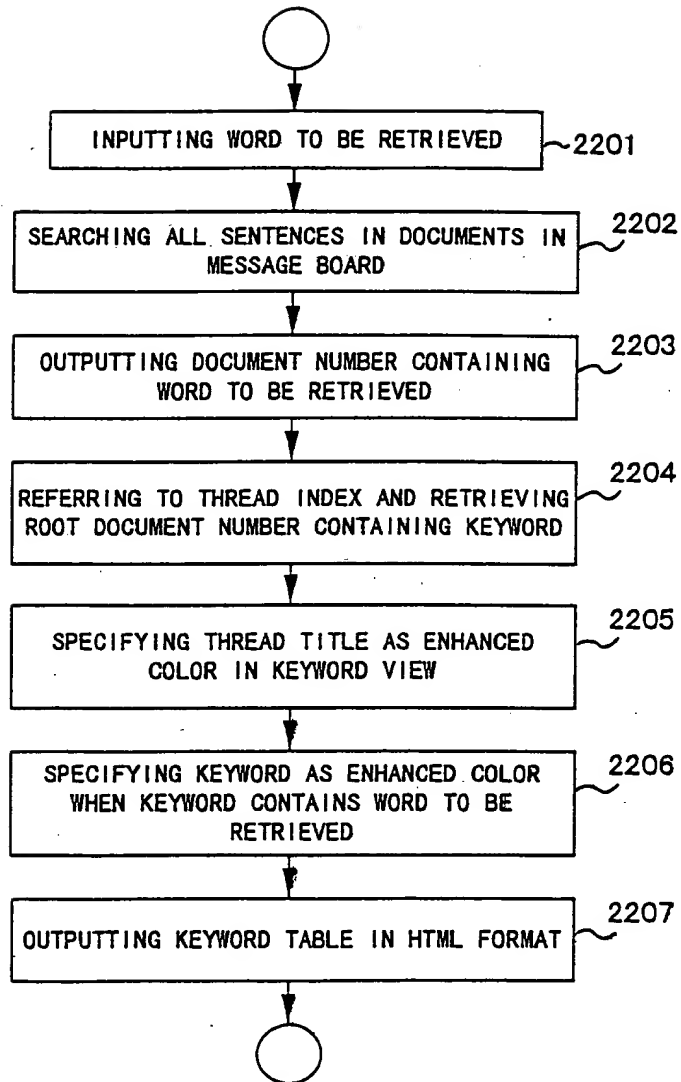 INPUTTING WORD TO BE RETRIEVED
2201
SEARCHING ALL SENTENCES IN DOCUMENTS IN
MESSAGE BOARD
2202
OUTPUTTING DOCUMENT NUMBER CONTAINING
WORD TO BE RETRIEVED
2203
REFERRING TO THREAD INDEX AND RETRIEVING
ROOT DOCUMENT NUMBER CONTAINING KEYWORD
2204
SPECIFYING THREAD TITLE AS ENHANCED
COLOR IN KEYWORD VIEW
2205
SPECIFYING KEYWORD AS ENHANCED COLOR
WHEN KEYWORD CONTAINS WORD TO BE
RETRIEVED
2206
OUTPUTTING KEYWORD TABLE IN HTML FORMAT
2207